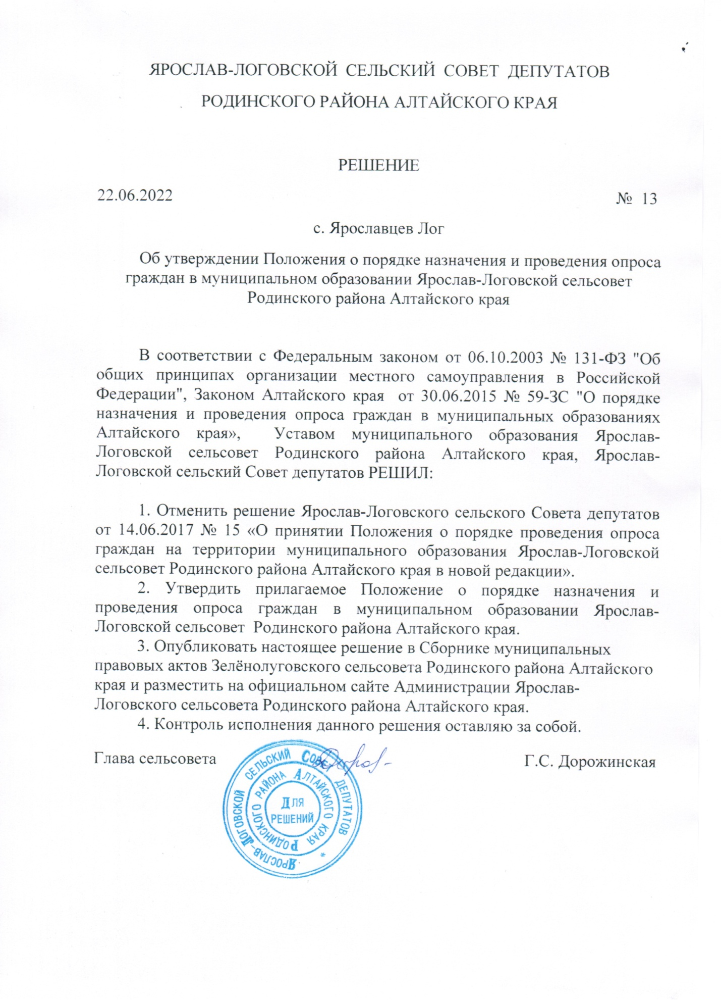 ЯРОСЛАВ-ЛОГОВСКОЙ СЕЛЬСКИЙ СОВЕТ ДЕПУТАТОВ
РОДИНСКОГО РАЙОНА АЛТАЙСКОГО КРАЯ
РЕШЕНИЕ
22.06.2022 № 13
с. Ярославцев Лог
Об утверждении Положения о порядке назначения и проведения опроса
граждан в муниципальном образовании Ярослав-Логовской сельсовет
Родинского района Алтайского края
В соответствии с Федеральным законом от 06.10.2003 № 131-ФЗ "Об
общих принципах организации местного самоуправления в Российской
Федерации", Законом Алтайского края от 30.06.2015 № 59-ЗС "О порядке
назначения и проведения опроса граждан в муниципальных образованиях
Алтайского края», Уставом муниципального образования Ярослав-
Логовской сельсовет Родинского района Алтайского края, Ярослав-
Логовской сельский Совет депутатов РЕШИЛ:
1. Отменить решение Ярослав-Логовского сельского Совета депутатов
от 14.06.2017 № 15 «О принятии Положения о порядке проведения опроса
граждан на территории муниципального образования Ярослав-Логовской
сельсовет Родинского района Алтайского края в новой редакции».
2. Утвердить прилагаемое Положение о порядке назначения и
проведения опроса граждан в муниципальном образовании Ярослав-
Логовской сельсовет Родинского района Алтайского края.
3. Опубликовать настоящее решение в Сборнике муниципальных
правовых актов Зелёнолуговского сельсовета Родинского района Алтайского
края и разместить на официальном сайте Администрации Ярослав-
Логовского сельсовета Родинского района Алтайского края.
4. Контроль исполнения данного решения оставляю за собой.
Глава сельсовета Г.С. Дорожинская
ЯРОСЛАВ-ЛОГОВСКОЙ СЕЛЬСКИЙ СОВЕТ ДЕПУТАТОВ *
РОДИНСКОГО РАЙОНА АЛТАЙСКОГО КРАЯ
ДЛЯ
РЕШЕНИЙ